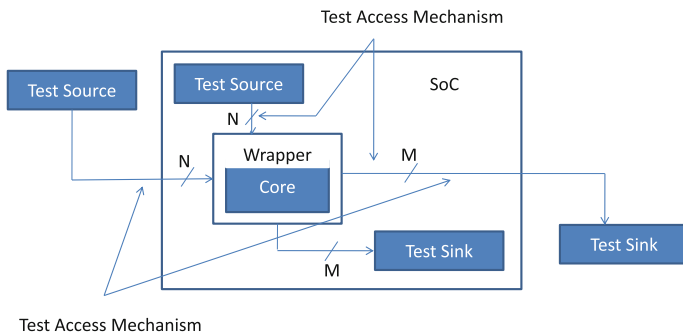 Test Access Mechanism
Test Source
Test Source
SoC
N
N
Wrapper
M
Core
Test Sink
Test Sink
M
Test Access Mechanism